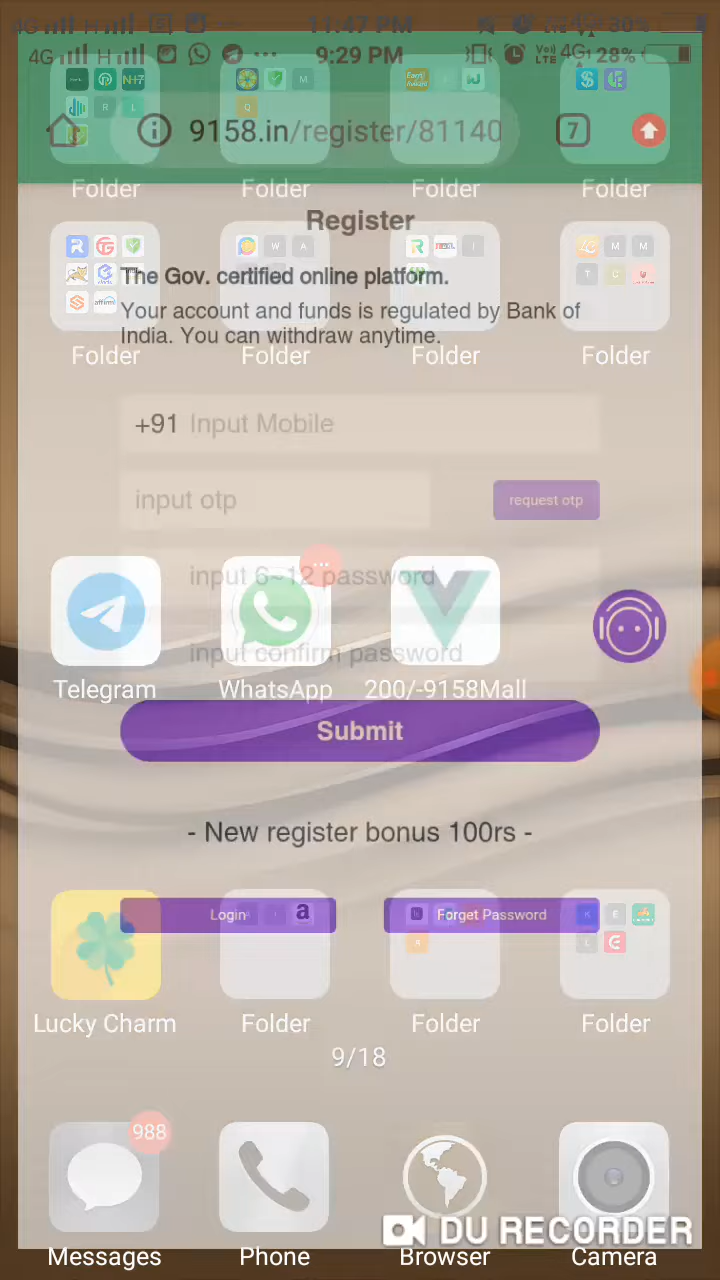 4G 11:47 PM 30%
4G H 9:29 PM VoLTE 4G 28%
9158.in/register/81140
7
Folder Folder Folder Folder
Register
The Gov. certified online platform.
Your account and funds is regulated by Bank of
India. You can withdraw anytime.
Folder Folder Folder Folder
+91 Input Mobile
input otp request otp
input 6~12 password
input confirm password
Telegram WhatsApp 200/-9158Mall
Submit
- New register bonus 100rs -
Login Forget Password
Lucky Charm Folder Folder Folder
9/18
988
Messages Phone Browser Camera
DU RECORDER